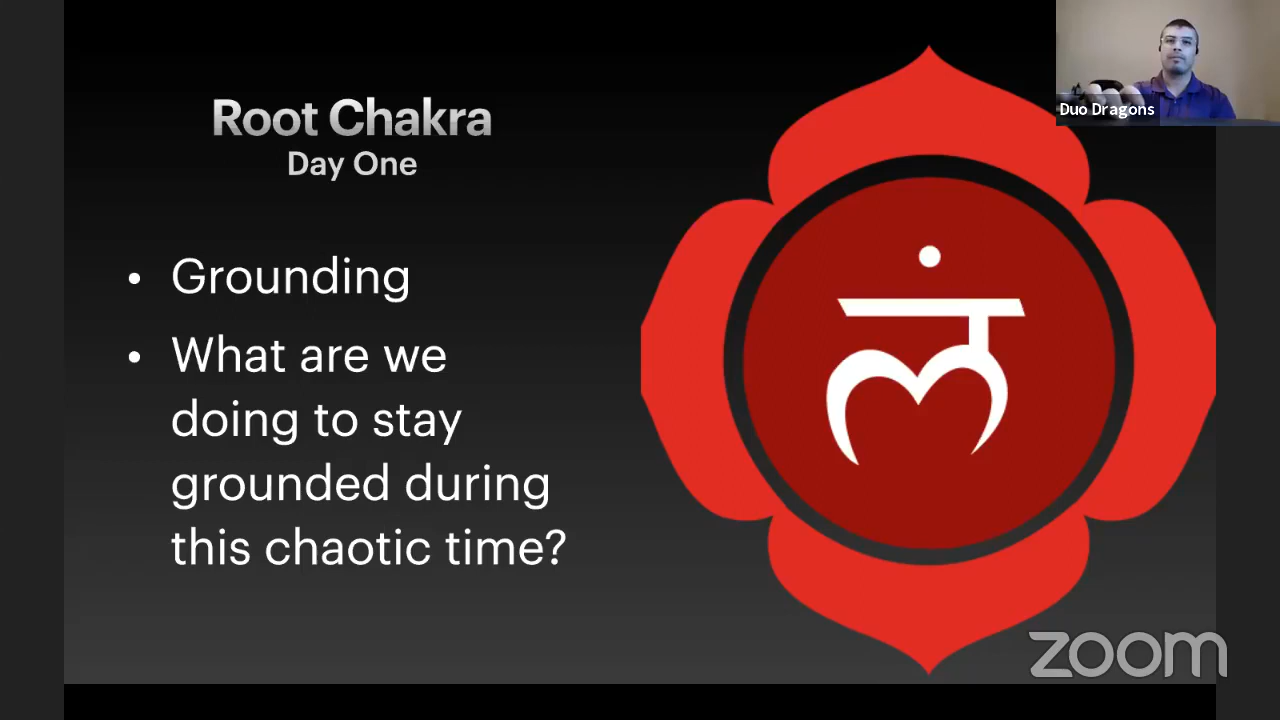 Root Chakra
Day One
• Grounding
• What are we
doing to stay
grounded during
this chaotic time?
लं
Duo Dragons
zoom